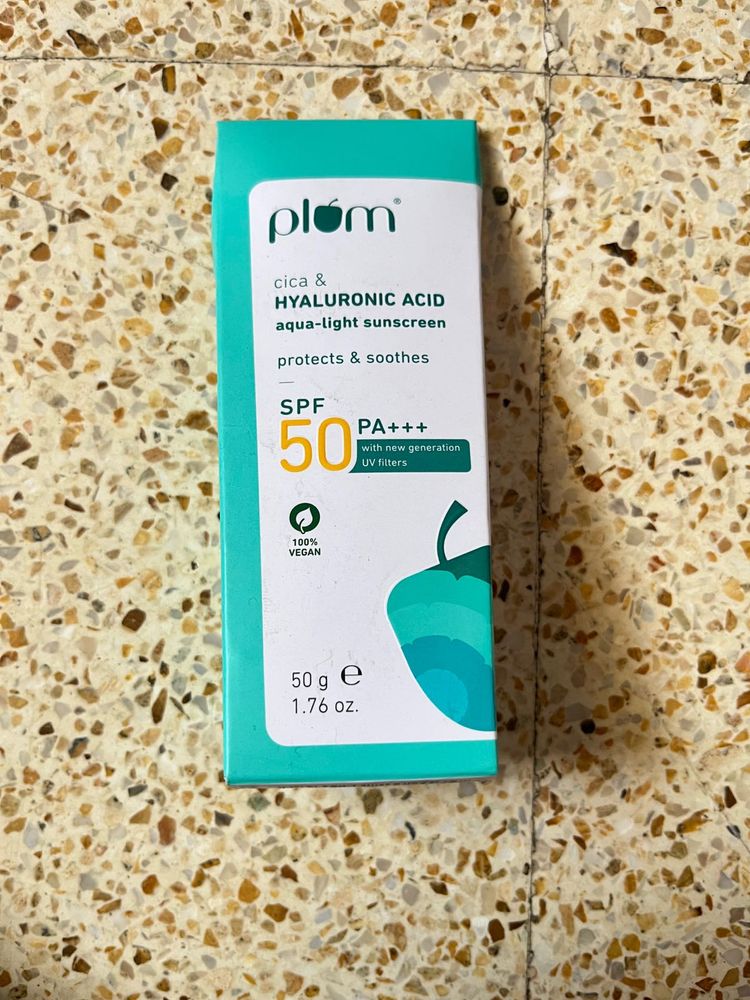 plum®
cica &
HYALURONIC ACID
aqua-light sunscreen
protects & soothes
SPF
50 PA+++
with new generation
UV filters
100%
VEGAN
50 g ℮
1.76 oz.